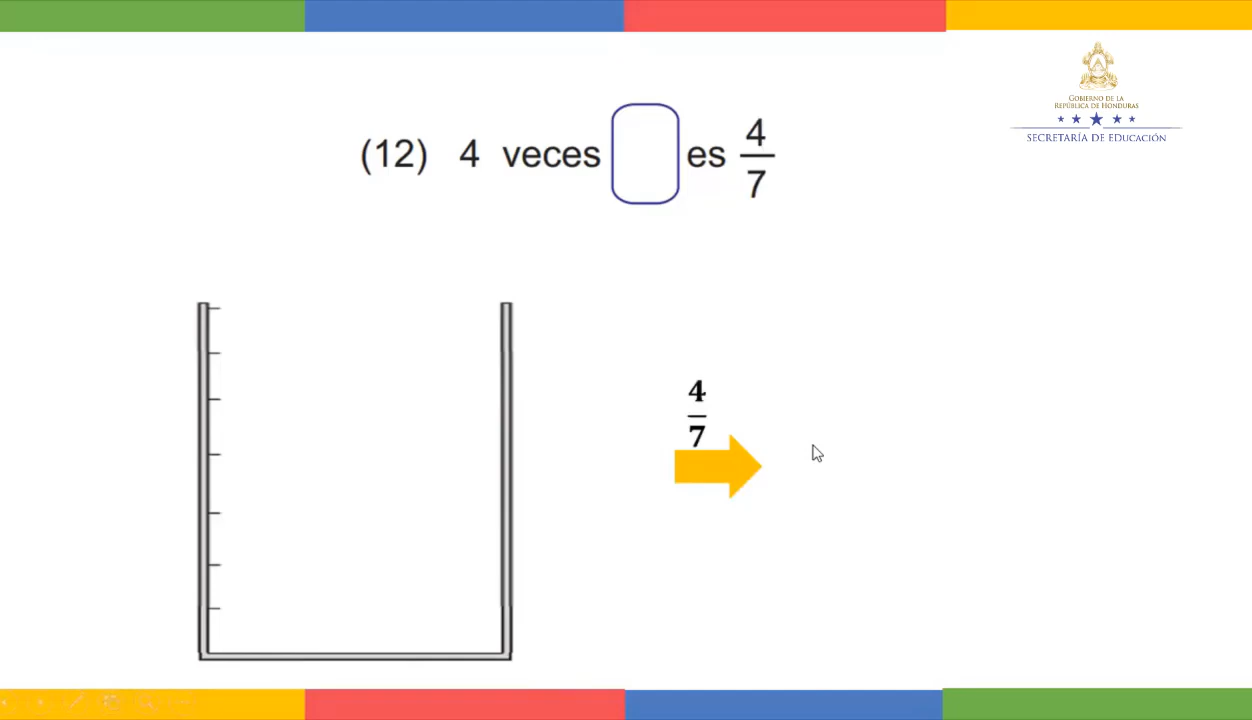 GOBIERNO DE LA
REPÚBLICA DE HONDURAS
SECRETARÍA DE EDUCACIÓN
(12) 4 veces es 4/7
4/7